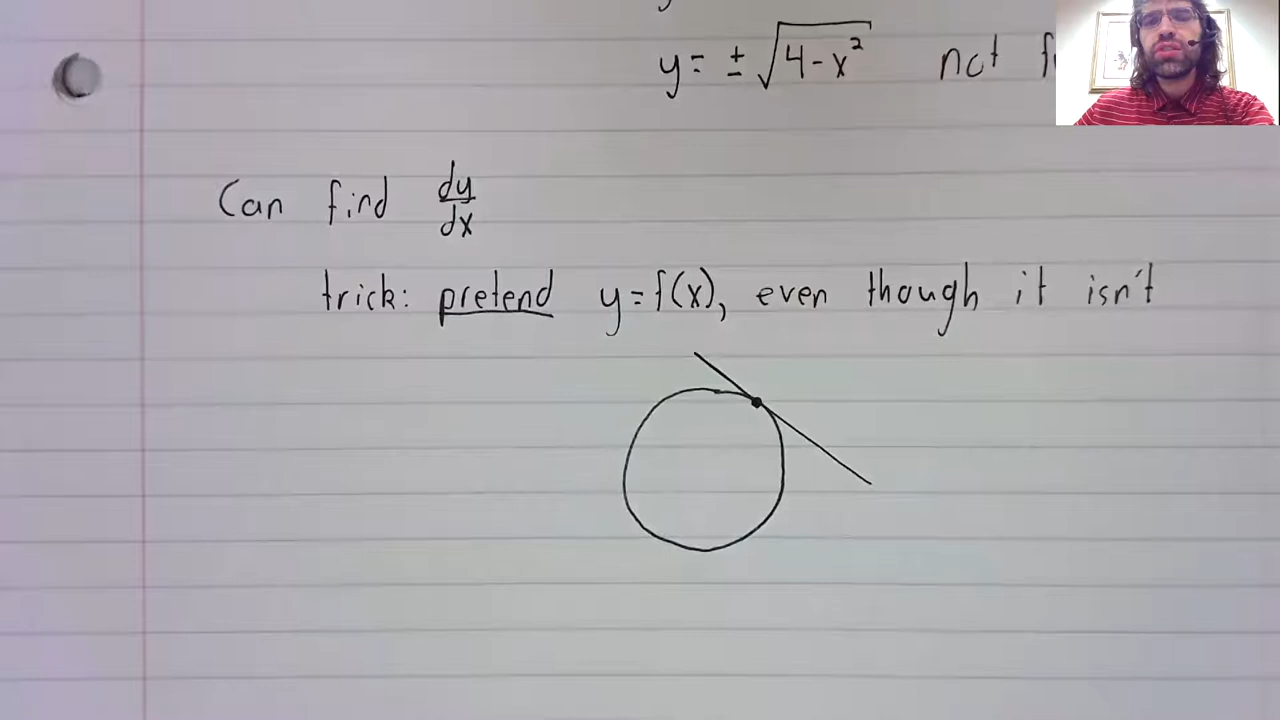 y = ± √4-x² not
Can find dy/dx
trick: pretend y=f(x), even though it isn't